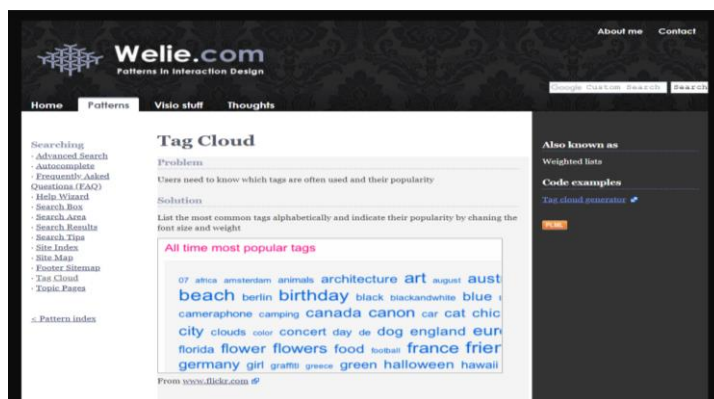 About me Contact
Welie.com
Patterns in Interaction Design
Google Custom Search Search
Home Patterns Visio stuff Thoughts
Searching
· Advanced Search
· Autocomplete
· Frequently Asked
Questions (FAQ)
· Help Wizard
· Search Box
· Search Area
· Search Results
· Search Tips
· Site Index
· Site Map
· Footer Sitemap
· Tag Cloud
· Topic Pages
< Pattern index
Tag Cloud
Problem
Users need to know which tags are often used and their popularity
Solution
List the most common tags alphabetically and indicate their popularity by chaning the
font size and weight
All time most popular tags
07 africa amsterdam animals architecture art august aust
beach berlin birthday black blackandwhite blue
cameraphone camping canada canon car cat chic
city clouds color concert day de dog england eur
florida flower flowers food football france frier
germany girl graffiti greece green halloween hawaii
From www.flickr.com
Also known as
Weighted lists
Code examples
Tag cloud generator